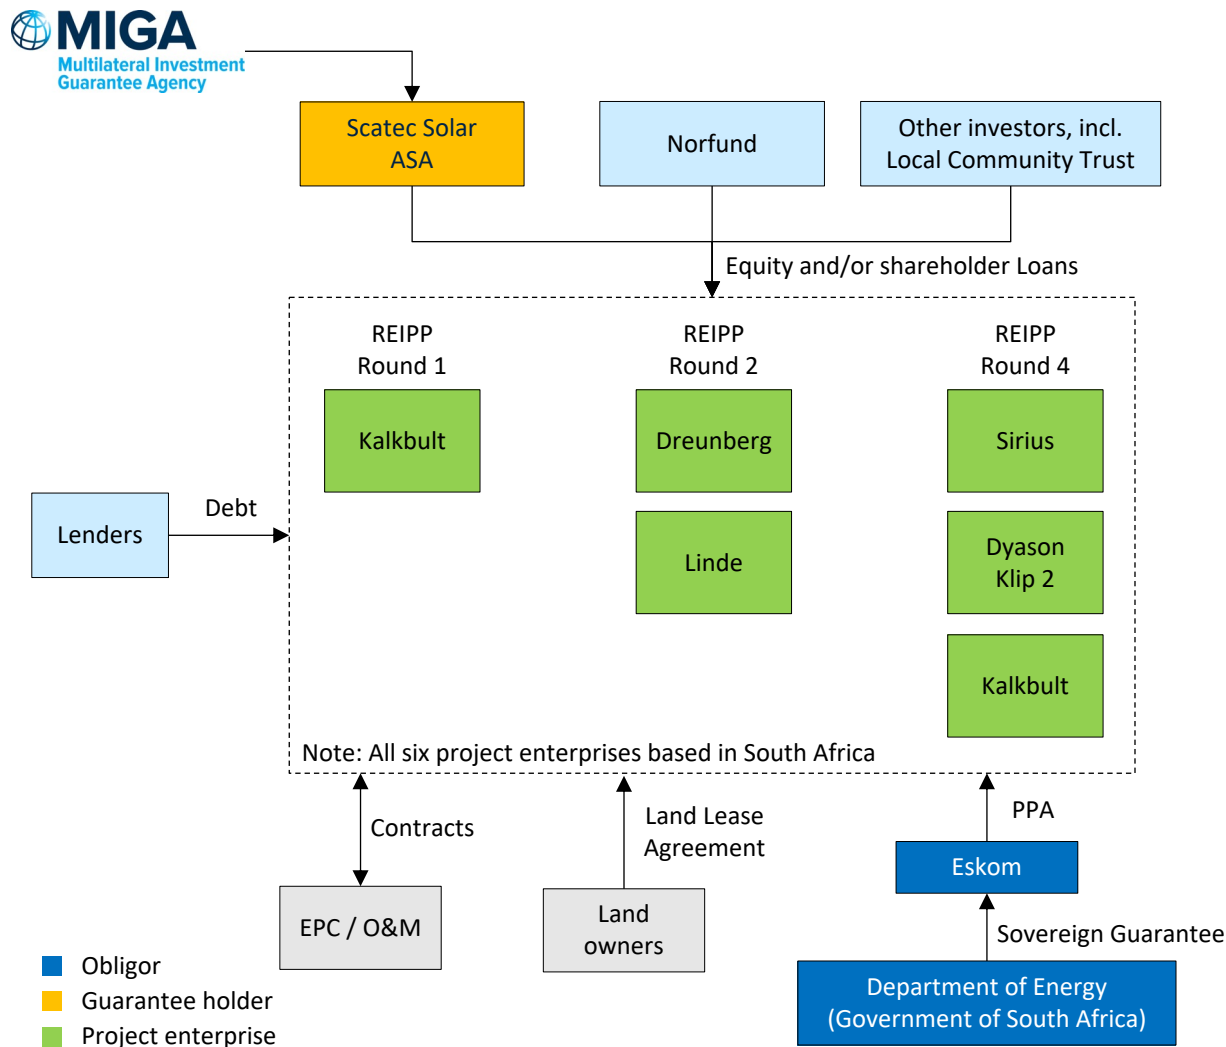 MIGA
Multilateral Investment
Guarantee Agency
Scatec Solar
ASA
Norfund
Other investors, incl.
Local Community Trust
Equity and/or shareholder Loans
REIPP
Round 1
REIPP
Round 2
REIPP
Round 4
Kalkbult
Dreunberg
Sirius
Lenders
Debt
Linde
Dyason
Klip 2
Kalkbult
Note: All six project enterprises based in South Africa
Contracts
Land Lease
Agreement
PPA
Eskom
EPC / O&M
Land
owners
Sovereign Guarantee
Department of Energy
(Government of South Africa)
Obligor
Guarantee holder
Project enterprise